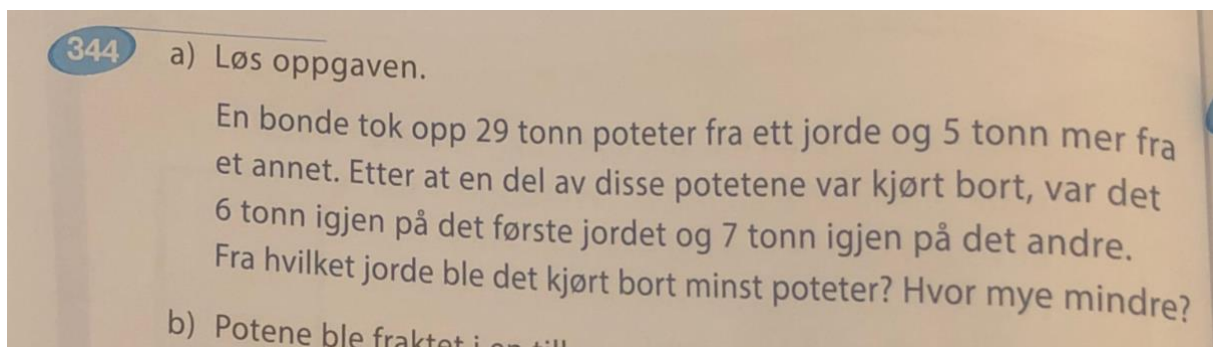 344 a) Løs oppgaven.
En bonde tok opp 29 tonn poteter fra ett jorde og 5 tonn mer fra
et annet. Etter at en del av disse potetene var kjørt bort, var det
6 tonn igjen på det første jordet og 7 tonn igjen på det andre.
Fra hvilket jorde ble det kjørt bort minst poteter? Hvor mye mindre?
b) Potene ble fraktet i en